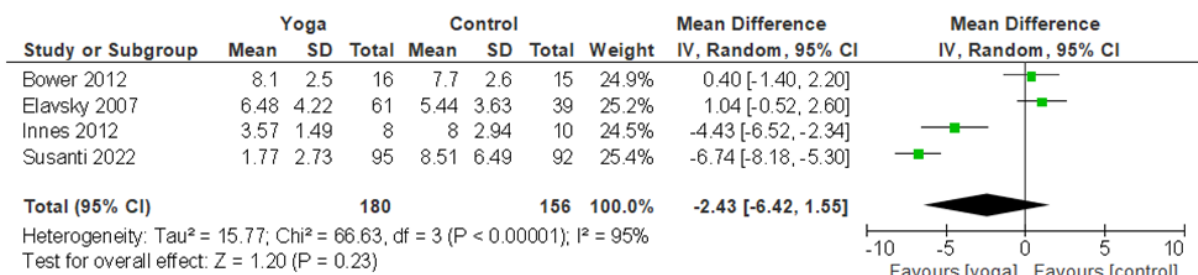 Yoga Control Mean Difference Mean Difference
Study or Subgroup Mean SD Total Mean SD Total Weight IV, Random, 95% CI IV, Random, 95% CI
Bower 2012 8.1 2.5 16 7.7 2.6 15 24.9% 0.40 [-1.40, 2.20]
Elavsky 2007 6.48 4.22 61 5.44 3.63 39 25.2% 1.04 [-0.52, 2.60]
Innes 2012 3.57 1.49 8 8 2.94 10 24.5% -4.43 [-6.52, -2.34]
Susanti 2022 1.77 2.73 95 8.51 6.49 92 25.4% -6.74 [-8.18, -5.30]
Total (95% CI) 180 156 100.0% -2.43 [-6.42, 1.55]
Heterogeneity: Tau² = 15.77; Chi² = 66.63, df = 3 (P < 0.00001); I² = 95%
Test for overall effect: Z = 1.20 (P = 0.23)
-10 -5 0 5 10
Favours [yoga] Favours [control]